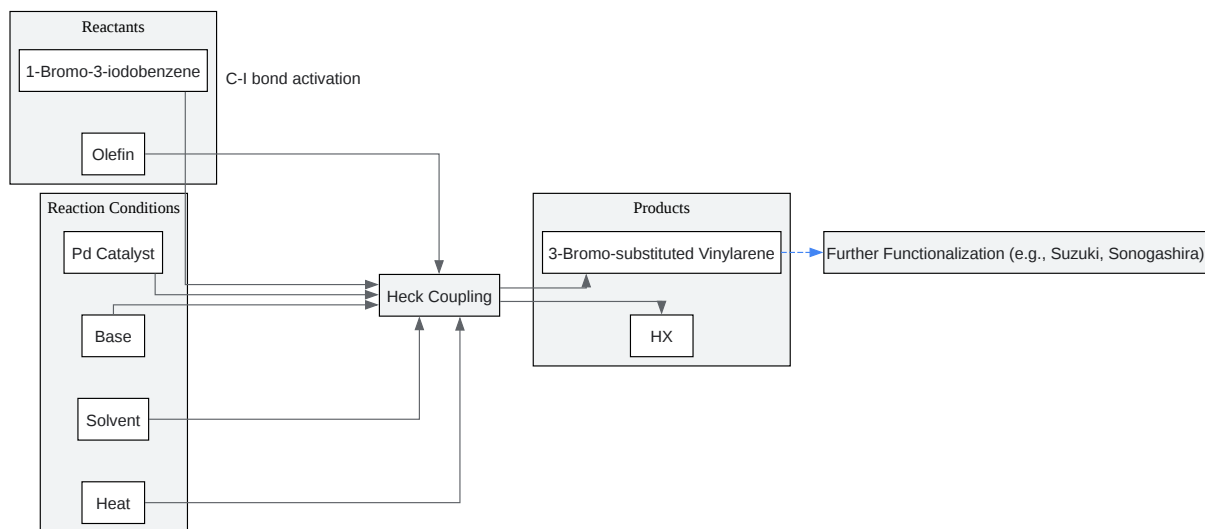 Reactants
1-Bromo-3-iodobenzene
C-I bond activation
Olefin
Reaction Conditions
Pd Catalyst
Base
Solvent
Heat
Heck Coupling
Products
3-Bromo-substituted Vinylarene
HX
Further Functionalization (e.g., Suzuki, Sonogashira)